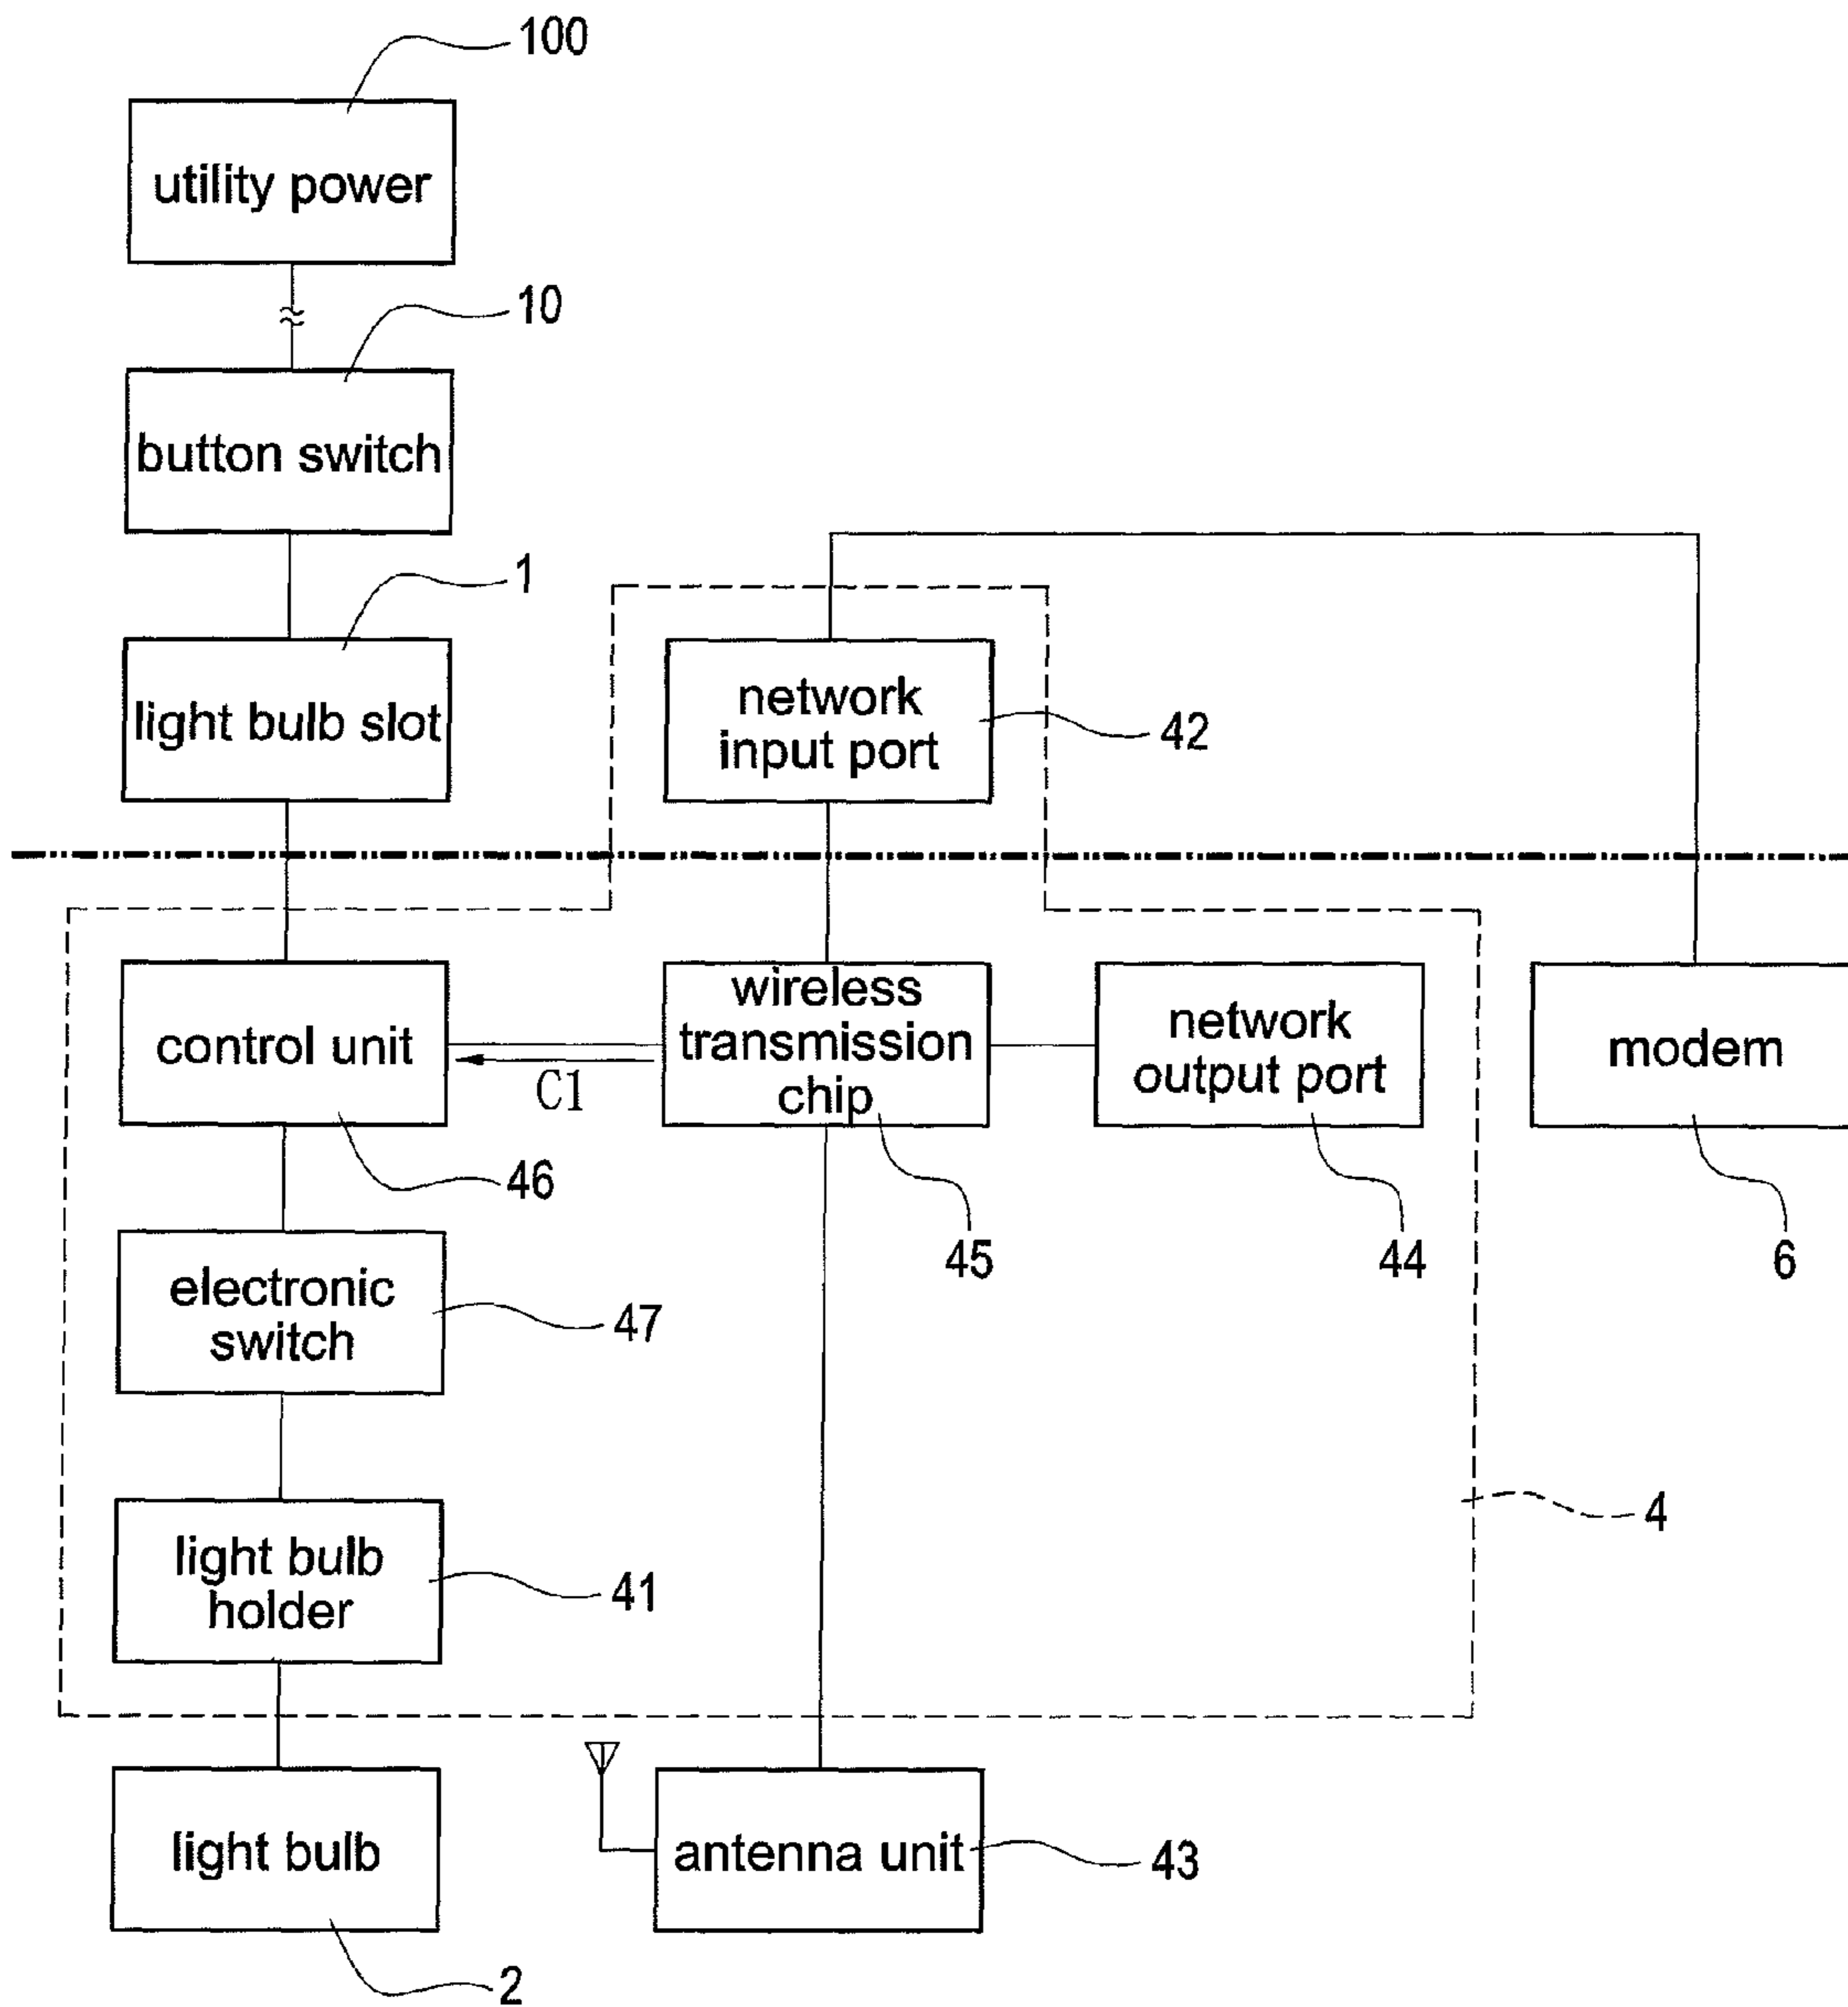 100
utility power
10
button switch
1
light bulb slot
network
input port
42
control unit
C1
wireless
transmission
chip
network
output port
modem
46
45
44
6
electronic
switch
47
light bulb
holder
41
4
light bulb
antenna unit
43
2